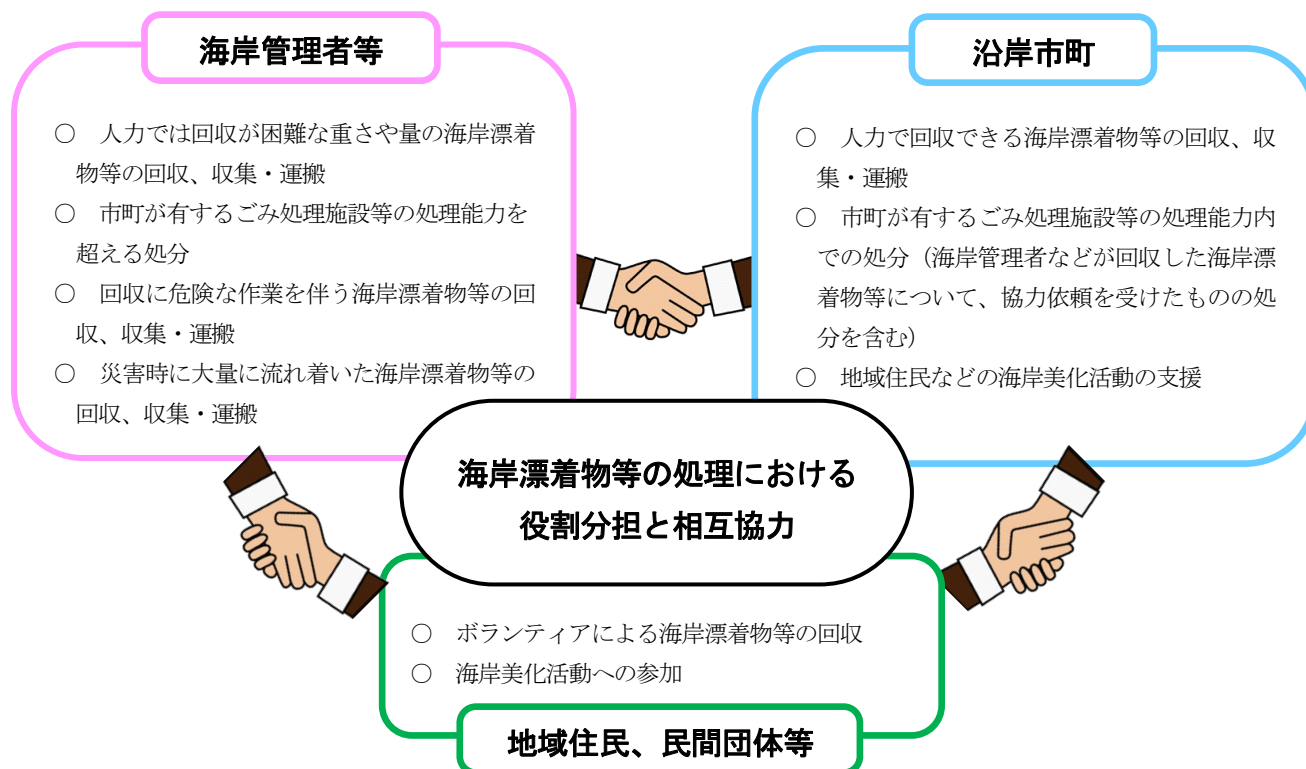 海岸管理者等
○ 人力では回収が困難な重さや量の海岸漂着
物等の回収、収集・運搬
○ 市町が有するごみ処理施設等の処理能力を
超える処分
○ 回収に危険な作業を伴う海岸漂着物等の回
収、収集・運搬
○ 災害時に大量に流れ着いた海岸漂着物等の
回収、収集・運搬
沿岸市町
○ 人力で回収できる海岸漂着物等の回収、収
集・運搬
○ 市町が有するごみ処理施設等の処理能力内
での処分（海岸管理者などが回収した海岸漂
着物等について、協力依頼を受けたものの処
分を含む）
○ 地域住民などの海岸美化活動の支援
海岸漂着物等の処理における
役割分担と相互協力
○ ボランティアによる海岸漂着物等の回収
○ 海岸美化活動への参加
地域住民、民間団体等